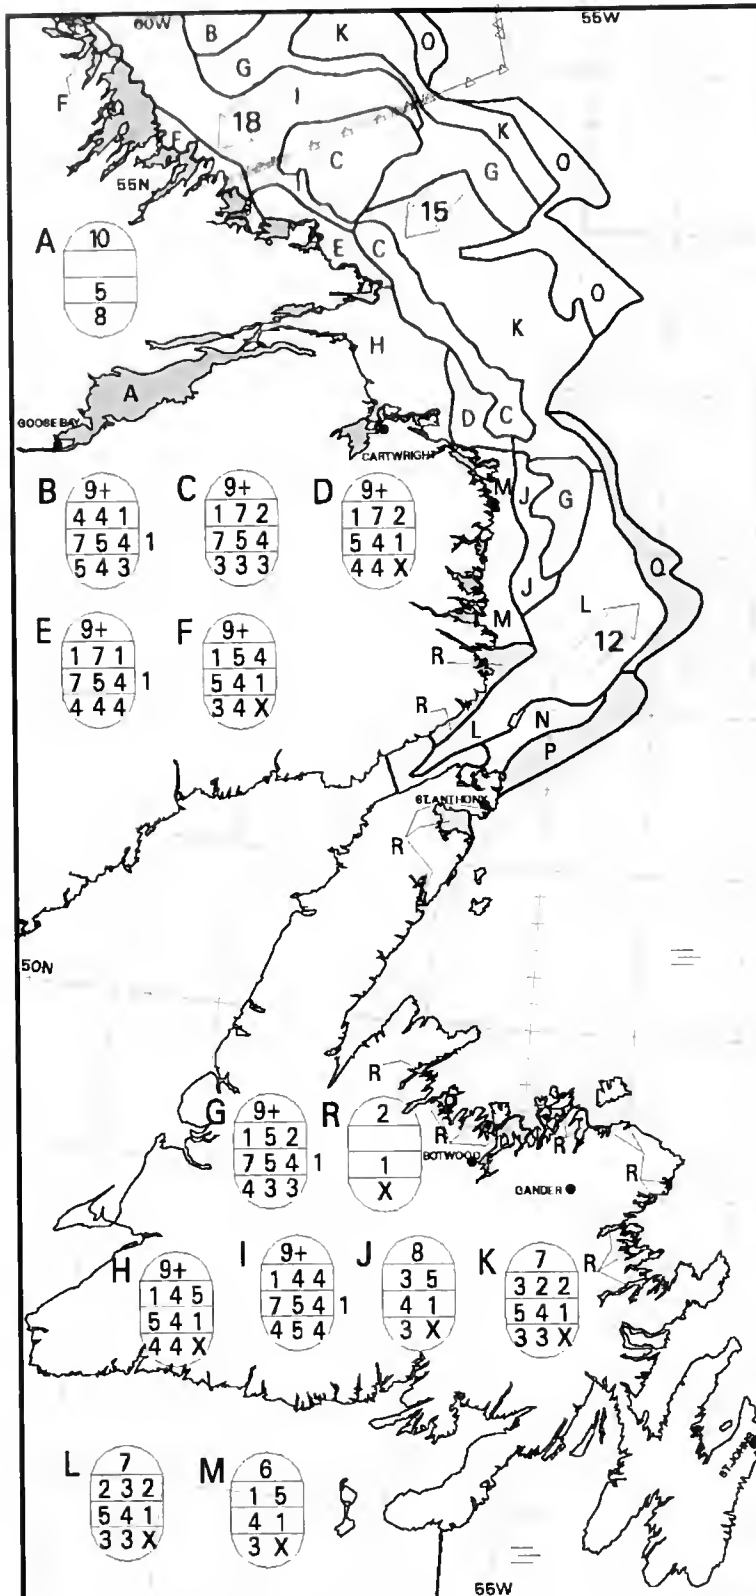 60W
55W
B
K
O
G
F
I
18
K
E
C
O
55N
G
I
15
A
10
E
C
5
O
8
K
H
A
D
C
GOOSE BAY
CARTWRIGHT
B
9+
4 4 1
7 5 4 1
5 4 3
C
9+
1 7 2
7 5 4
3 3 3
D
9+
1 7 2
5 4 1
4 4 X
M
J
G
Q
J
L
M
12
E
9+
1 7 1
7 5 4 1
4 4 4
F
9+
1 5 4
5 4 1
3 4 X
R
R
L
N
P
ST.ANTHONY
R
50N
R
G
9+
1 5 2
7 5 4 1
4 3 3
R
2
1
X
R
BOTWOOD
R
GANDER
R
R
H
9+
1 4 5
5 4 1
4 4 X
I
9+
1 4 4
7 5 4 1
4 5 4
J
8
3 5
4 1
3 X
K
7
3 2 2
5 4 1
3 3 X
L
7
2 3 2
5 4 1
3 3 X
M
6
1 5
4 1
3 X
ST.JOHNS
55W